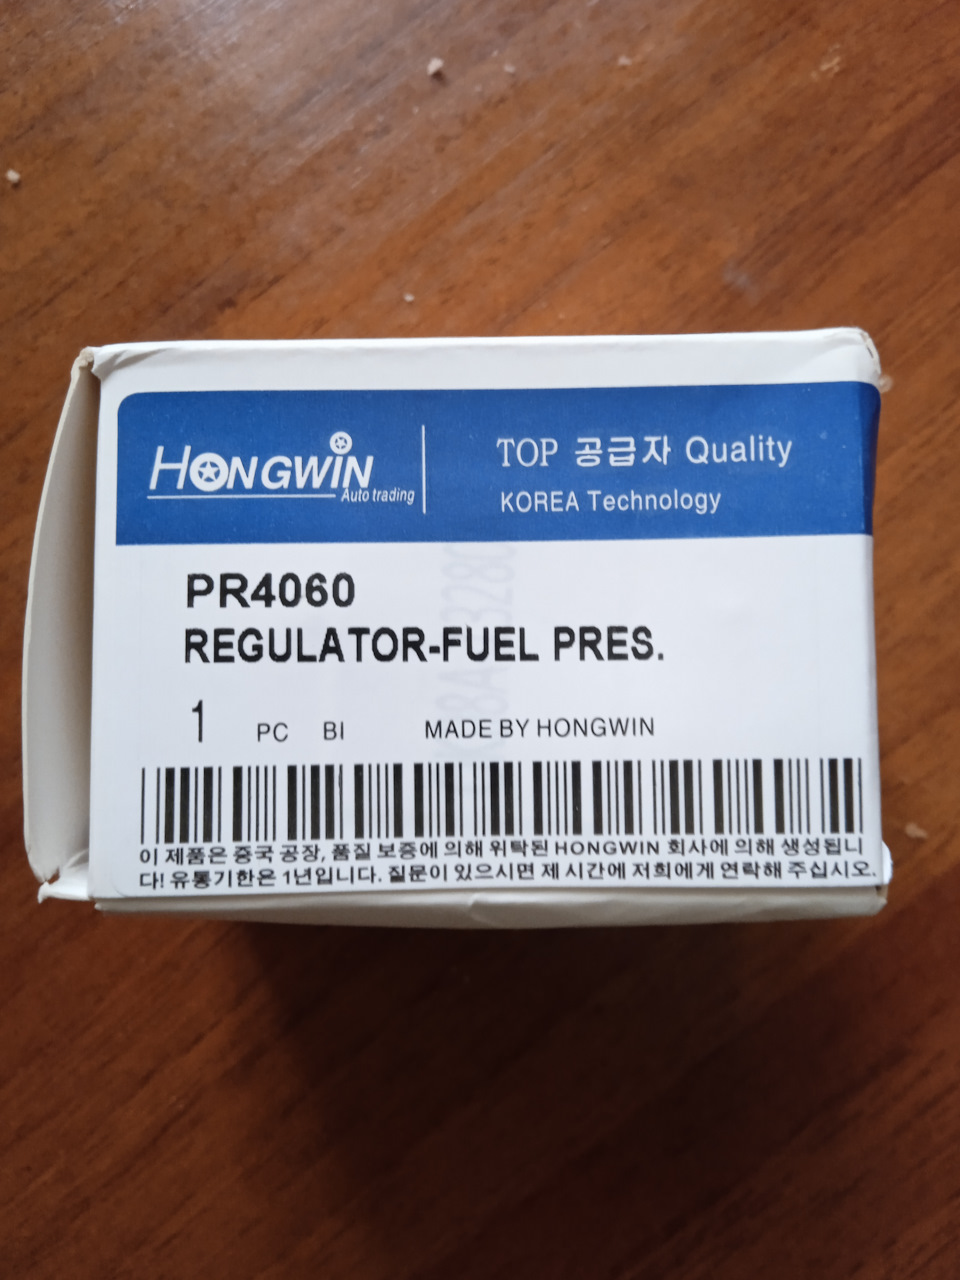 HONGWIN
Auto trading
TOP 공급자 Quality
KOREA Technology
PR4060
REGULATOR-FUEL PRES.
1 PC BI MADE BY HONGWIN
이 제품은 중국 공장, 품질 보증에 의해 위탁된 HONGWIN 회사에 의해 생성됩니
다! 유통기한은 1년입니다. 질문이 있으시면 제 시간에 저희에게 연락해 주십시오.